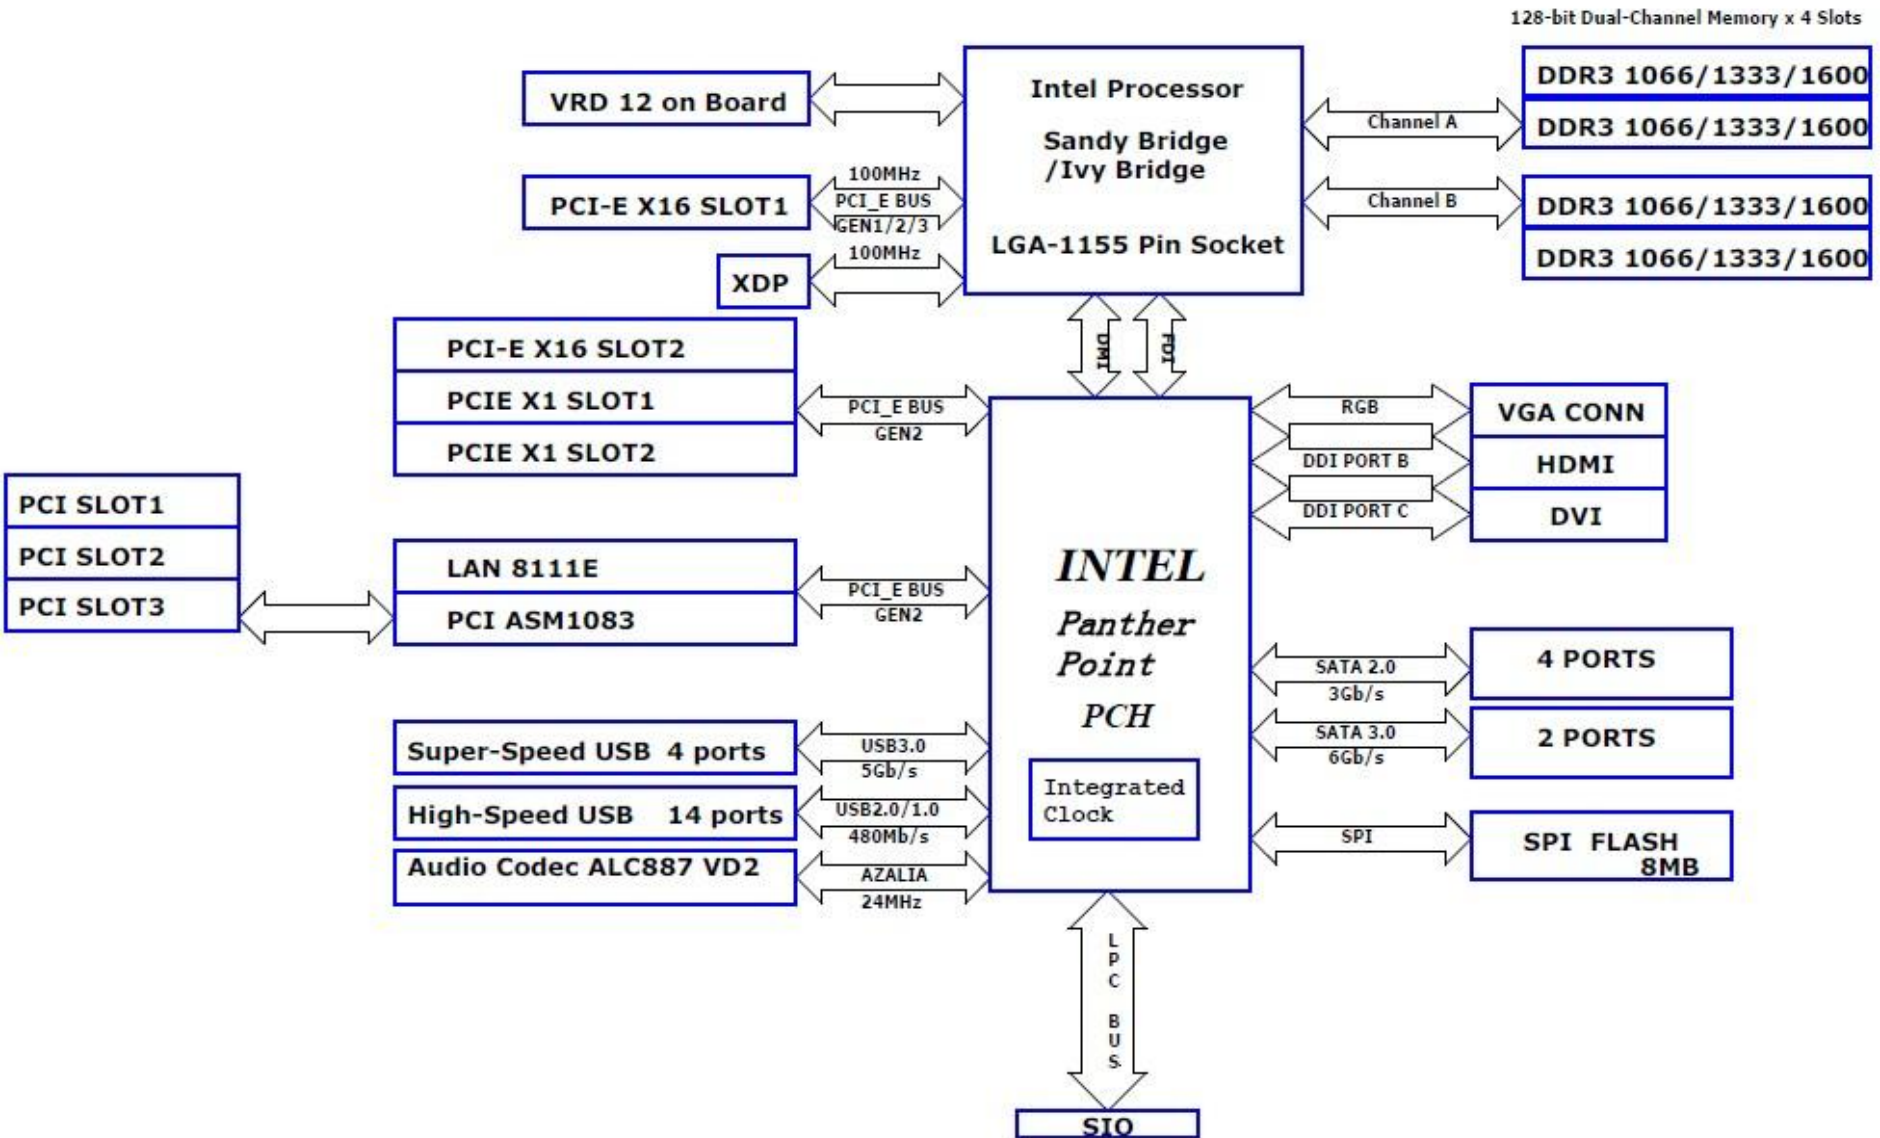 128-bit Dual-Channel Memory x 4 Slots
VRD 12 on Board
Intel Processor
Sandy Bridge
/Ivy Bridge
LGA-1155 Pin Socket
Channel A
DDR3 1066/1333/1600
DDR3 1066/1333/1600
PCI-E X16 SLOT1
100MHz
PCI_E BUS
GEN1/2/3
Channel B
DDR3 1066/1333/1600
DDR3 1066/1333/1600
XDP
100MHz
DMI
FDI
PCI-E X16 SLOT2
PCIE X1 SLOT1
PCIE X1 SLOT2
PCI_E BUS
GEN2
RGB
VGA CONN
DDI PORT B
HDMI
DDI PORT C
DVI
PCI SLOT1
PCI SLOT2
PCI SLOT3
LAN 8111E
PCI ASM1083
PCI_E BUS
GEN2
INTEL
Panther
Point
PCH
Integrated
Clock
SATA 2.0
3Gb/s
4 PORTS
SATA 3.0
6Gb/s
2 PORTS
Super-Speed USB 4 ports
USB3.0
5Gb/s
High-Speed USB 14 ports
USB2.0/1.0
480Mb/s
Audio Codec ALC887 VD2
AZALIA
24MHz
SPI
SPI FLASH
8MB
LPC BUS
SIO